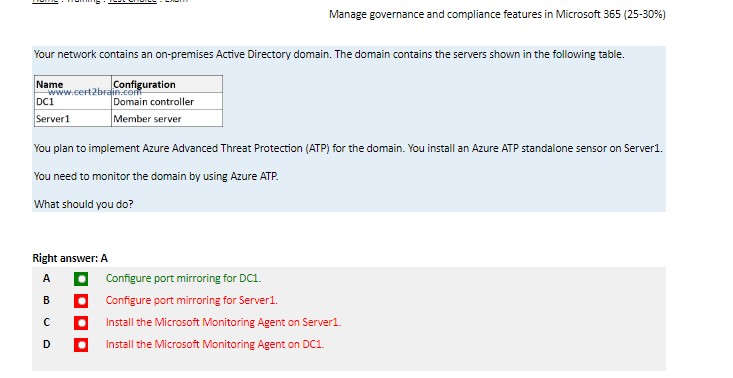 Manage governance and compliance features in Microsoft 365 (25-30%)
Your network contains an on-premises Active Directory domain. The domain contains the servers shown in the following table.
Name Configuration
www.cert2brain.com
DC1 Domain controller
Server1 Member server
You plan to implement Azure Advanced Threat Protection (ATP) for the domain. You install an Azure ATP standalone sensor on Server1.
You need to monitor the domain by using Azure ATP.
What should you do?
Right answer: A
A Configure port mirroring for DC1.
B Configure port mirroring for Server1.
C Install the Microsoft Monitoring Agent on Server1.
D Install the Microsoft Monitoring Agent on DC1.